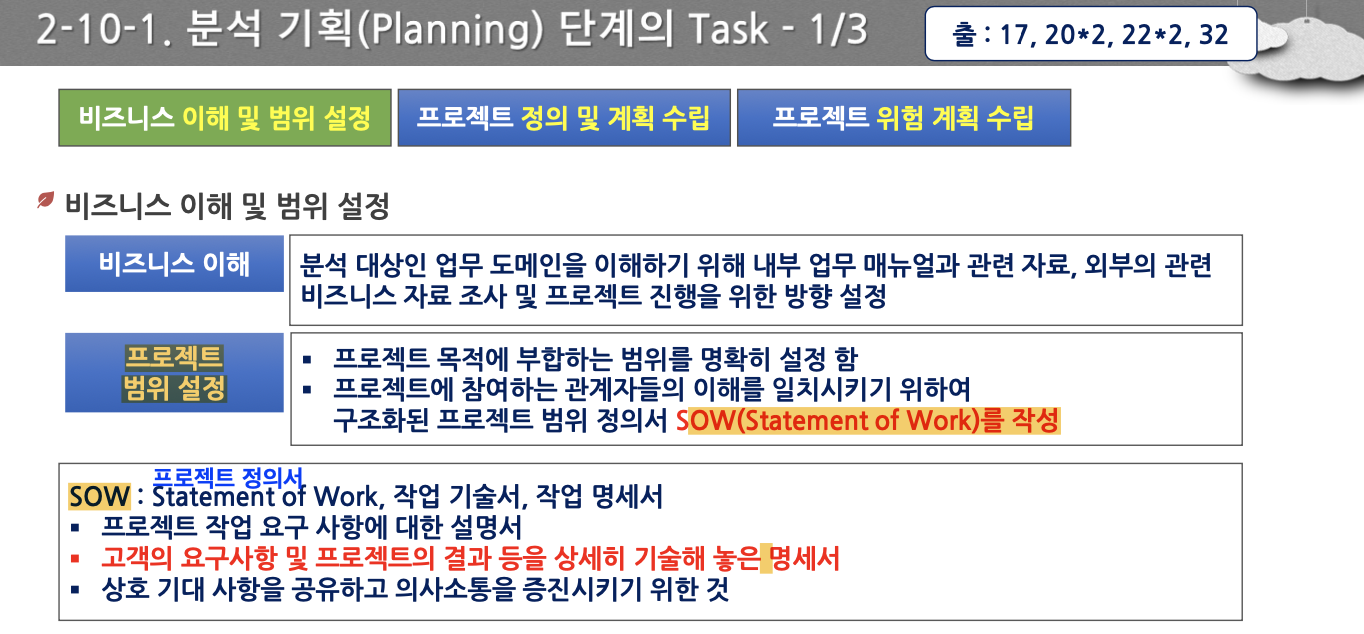 2-10-1. 분석 기획(Planning) 단계의 Task - 1/3
출 : 17, 20*2, 22*2, 32
비즈니스 이해 및 범위 설정
프로젝트 정의 및 계획 수립
프로젝트 위험 계획 수립
비즈니스 이해 및 범위 설정
비즈니스 이해
분석 대상인 업무 도메인을 이해하기 위해 내부 업무 매뉴얼과 관련 자료, 외부의 관련
비즈니스 자료 조사 및 프로젝트 진행을 위한 방향 설정
프로젝트
범위 설정
▪ 프로젝트 목적에 부합하는 범위를 명확히 설정 함
▪ 프로젝트에 참여하는 관계자들의 이해를 일치시키기 위하여
구조화된 프로젝트 범위 정의서 SOW(Statement of Work)를 작성
프로젝트 정의서
SOW : Statement of Work, 작업 기술서, 작업 명세서
▪ 프로젝트 작업 요구 사항에 대한 설명서
▪ 고객의 요구사항 및 프로젝트의 결과 등을 상세히 기술해 놓은 명세서
▪ 상호 기대 사항을 공유하고 의사소통을 증진시키기 위한 것